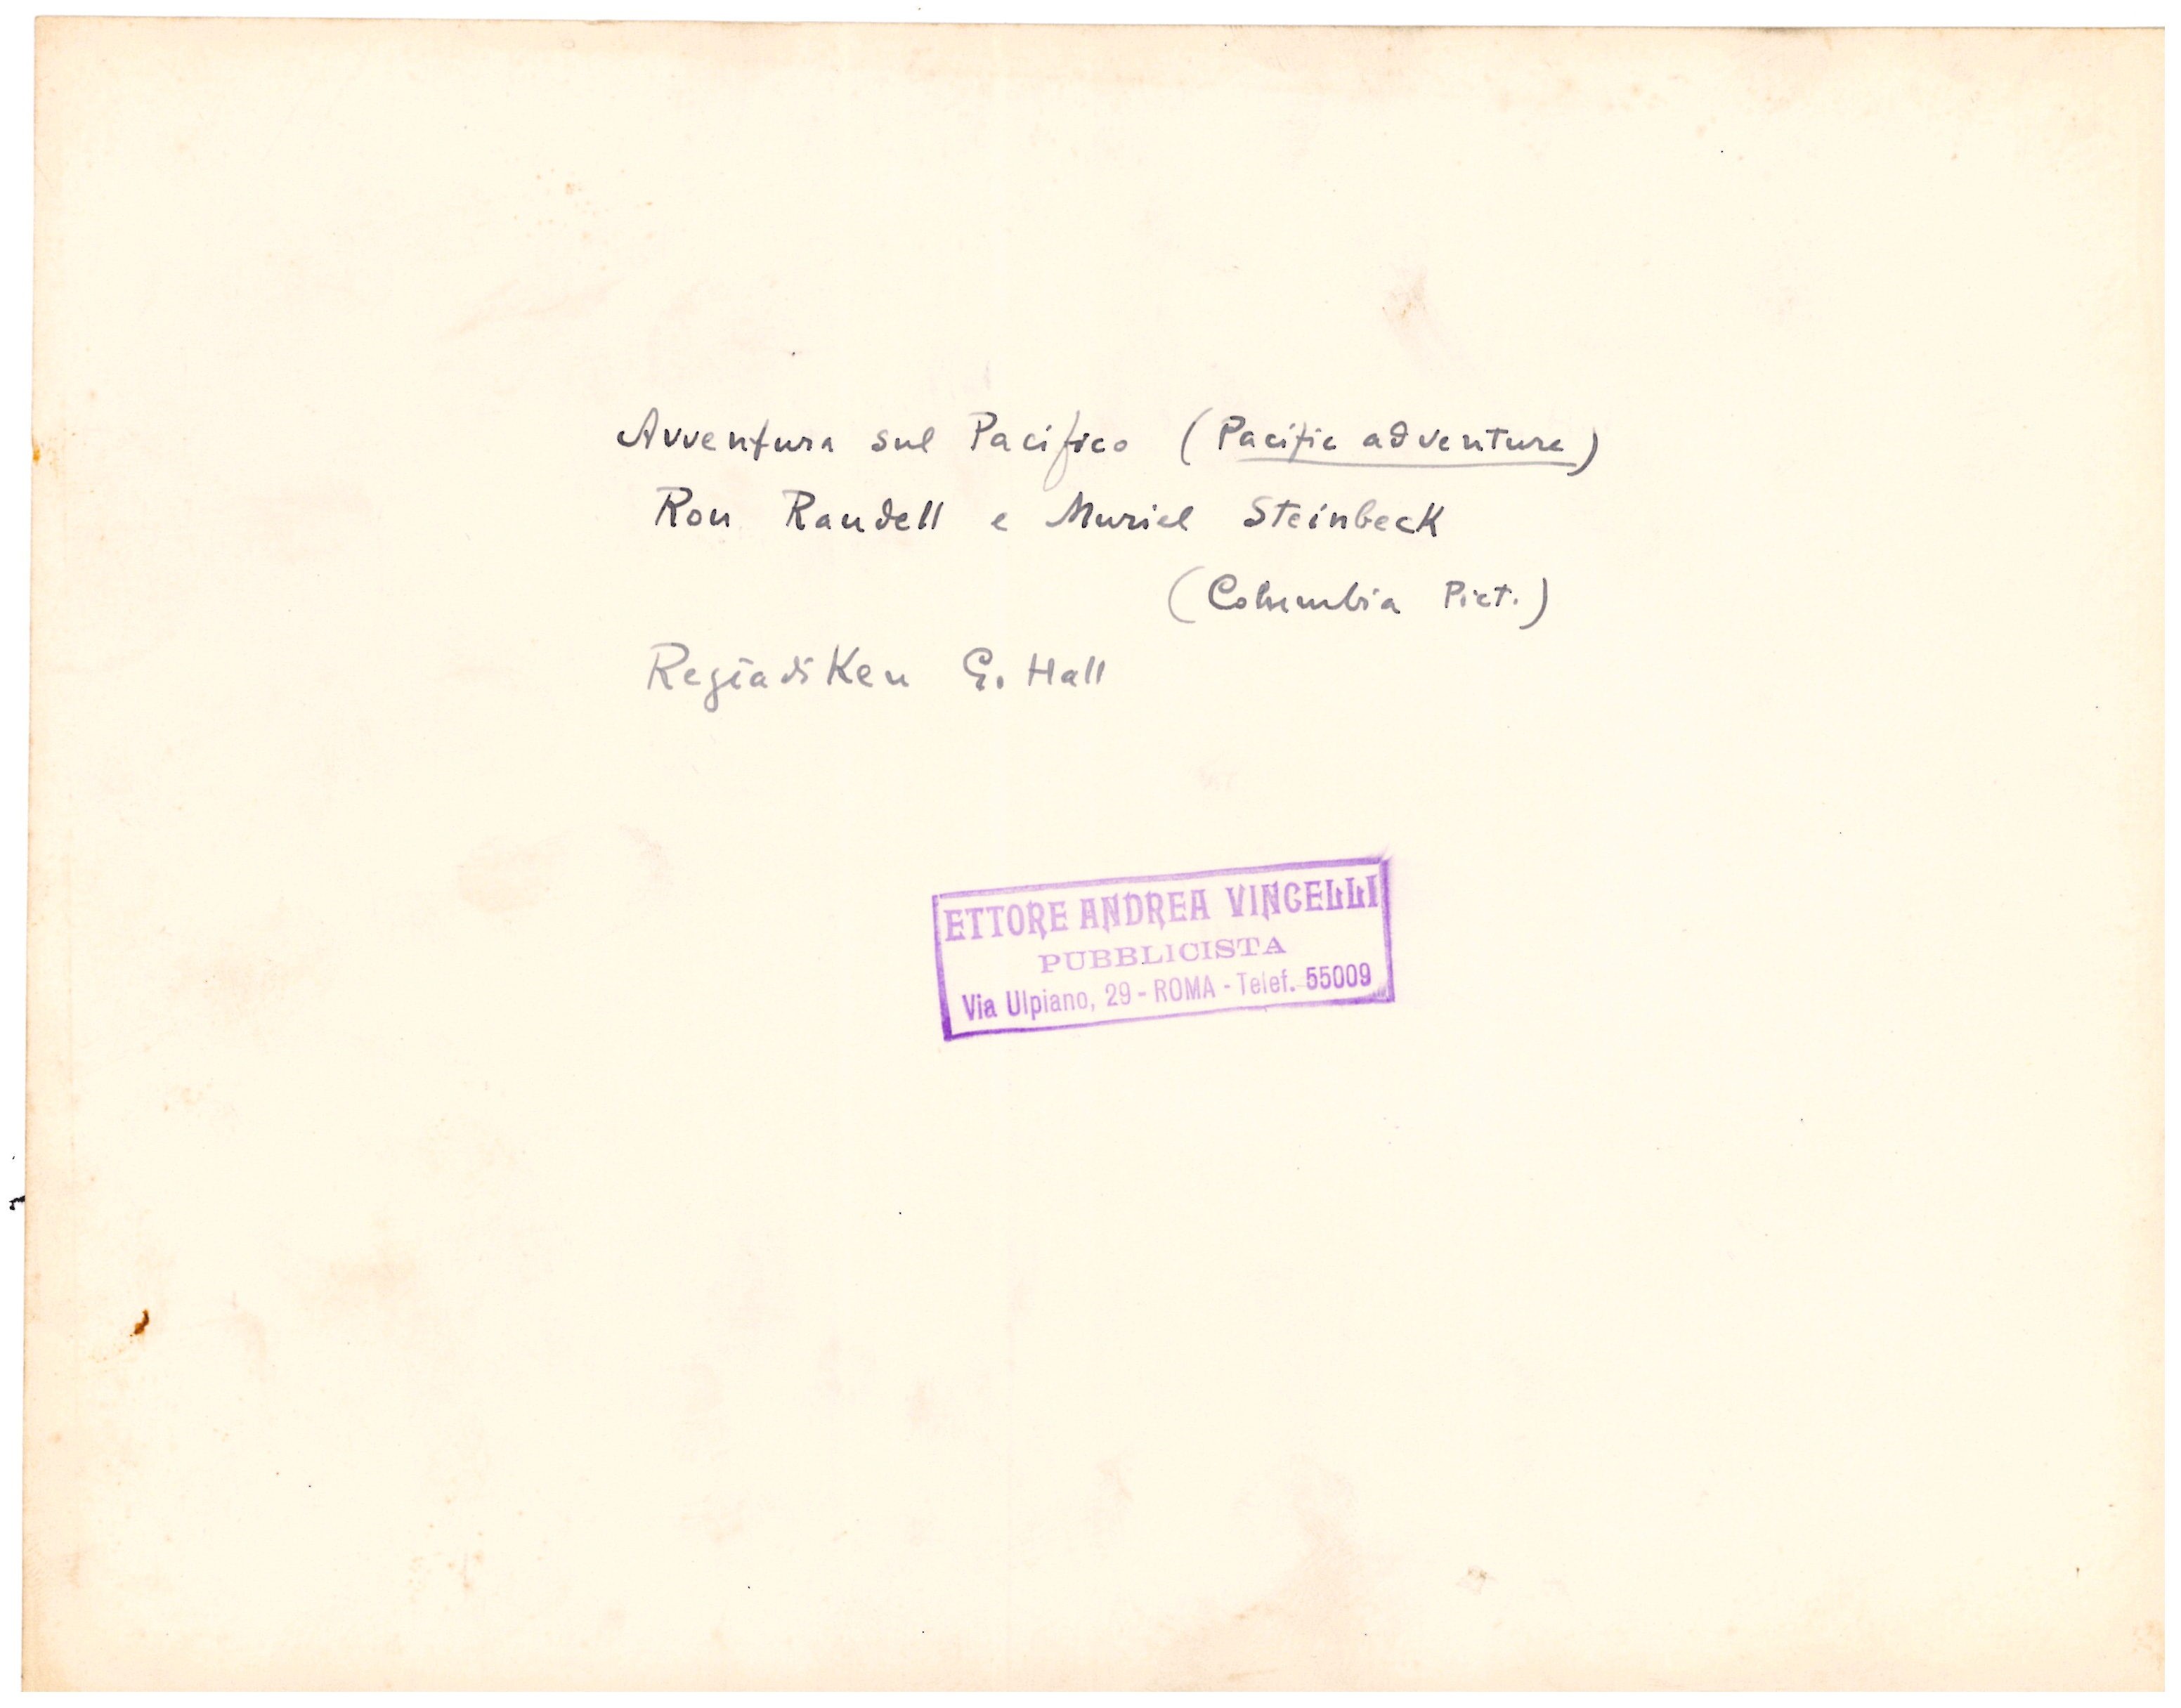 Avventura sul Pacifico (Pacific adventure)
Ron Randell e Muriel Steinbeck
(Columbia Pict.)
Regia di Ken G. Hall
ETTORE ANDREA VINCELLI
PUBBLICISTA
Via Ulpiano, 29 - ROMA - Telef. 55009